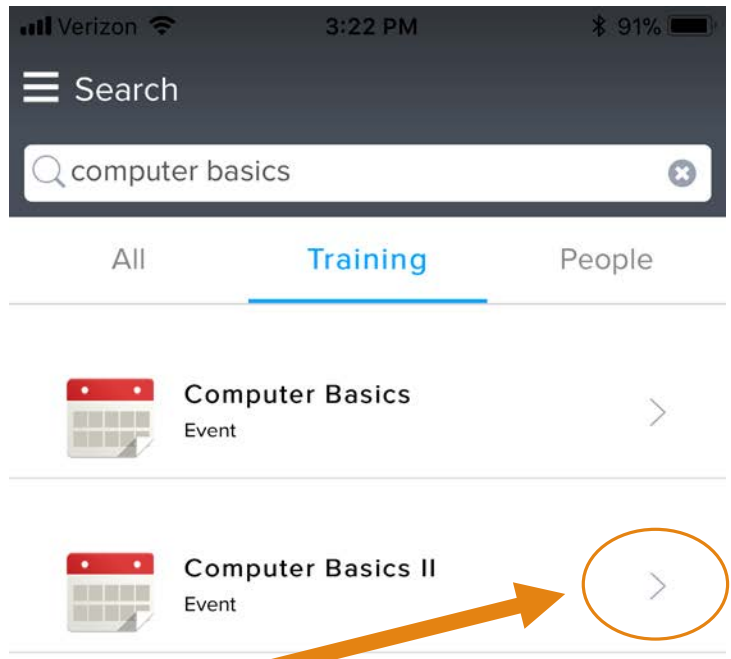 Verizon 3:22 PM 91%
Search
computer basics
All Training People
Computer Basics
Event
Computer Basics II
Event